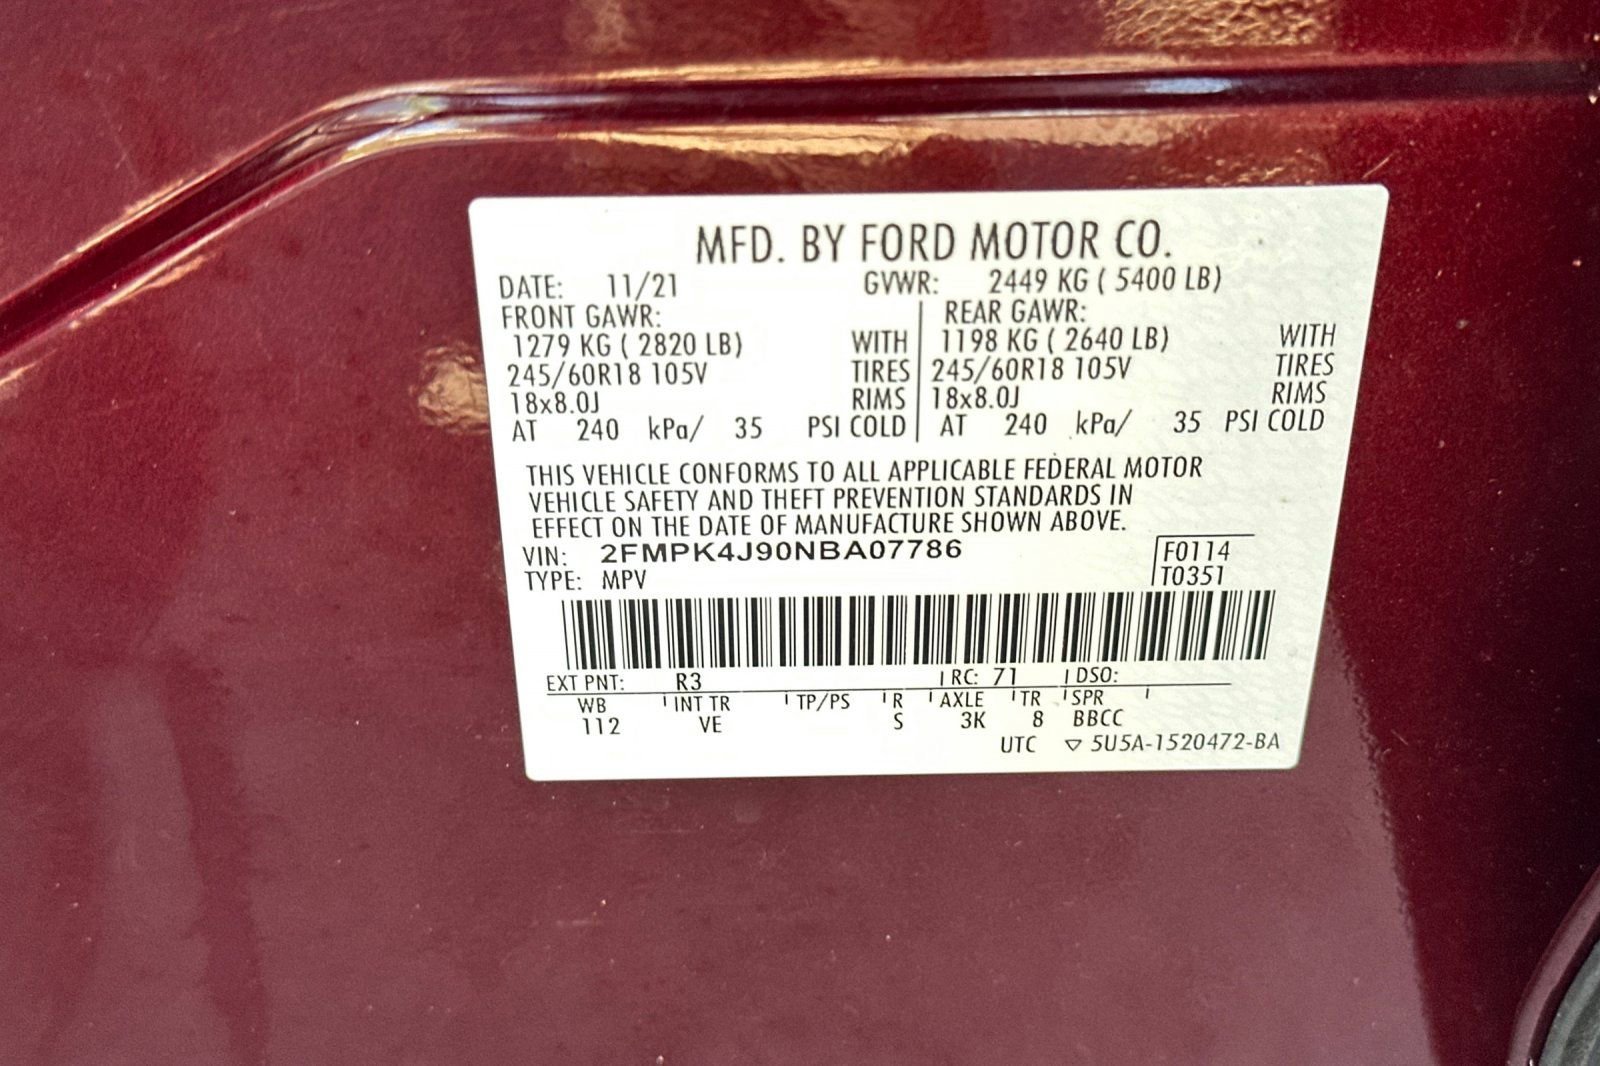 MFD. BY FORD MOTOR CO.
DATE: 11/21 GVWR: 2449 KG ( 5400 LB)
FRONT GAWR: REAR GAWR:
1279 KG ( 2820 LB) WITH 1198 KG ( 2640 LB) WITH
245/60R18 105V TIRES 245/60R18 105V TIRES
18x8.0J RIMS 18x8.0J RIMS
AT 240 kPa/ 35 PSI COLD AT 240 kPa/ 35 PSI COLD
THIS VEHICLE CONFORMS TO ALL APPLICABLE FEDERAL MOTOR
VEHICLE SAFETY AND THEFT PREVENTION STANDARDS IN
EFFECT ON THE DATE OF MANUFACTURE SHOWN ABOVE.
VIN: 2FMPK4J90NBA07786 F0114
TYPE: MPV T0351
EXT PNT: R3 RC: 71 DSO:
WB INT TR TP/PS R AXLE TR SPR
112 VE S 3K 8 BBCC
UTC ▽ 5U5A-1520472-BA